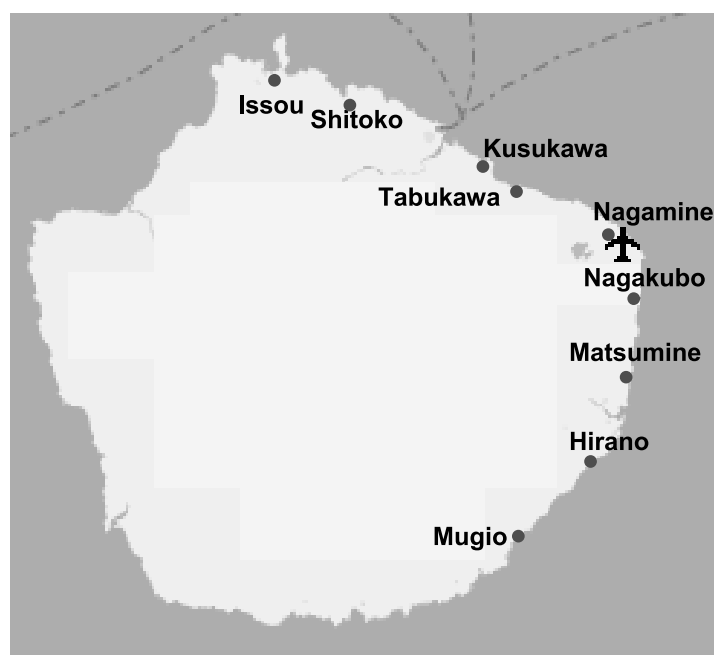 Issou
Shitoko
Kusukawa
Tabukawa
Nagamine
Nagakubo
Matsumine
Hirano
Mugio